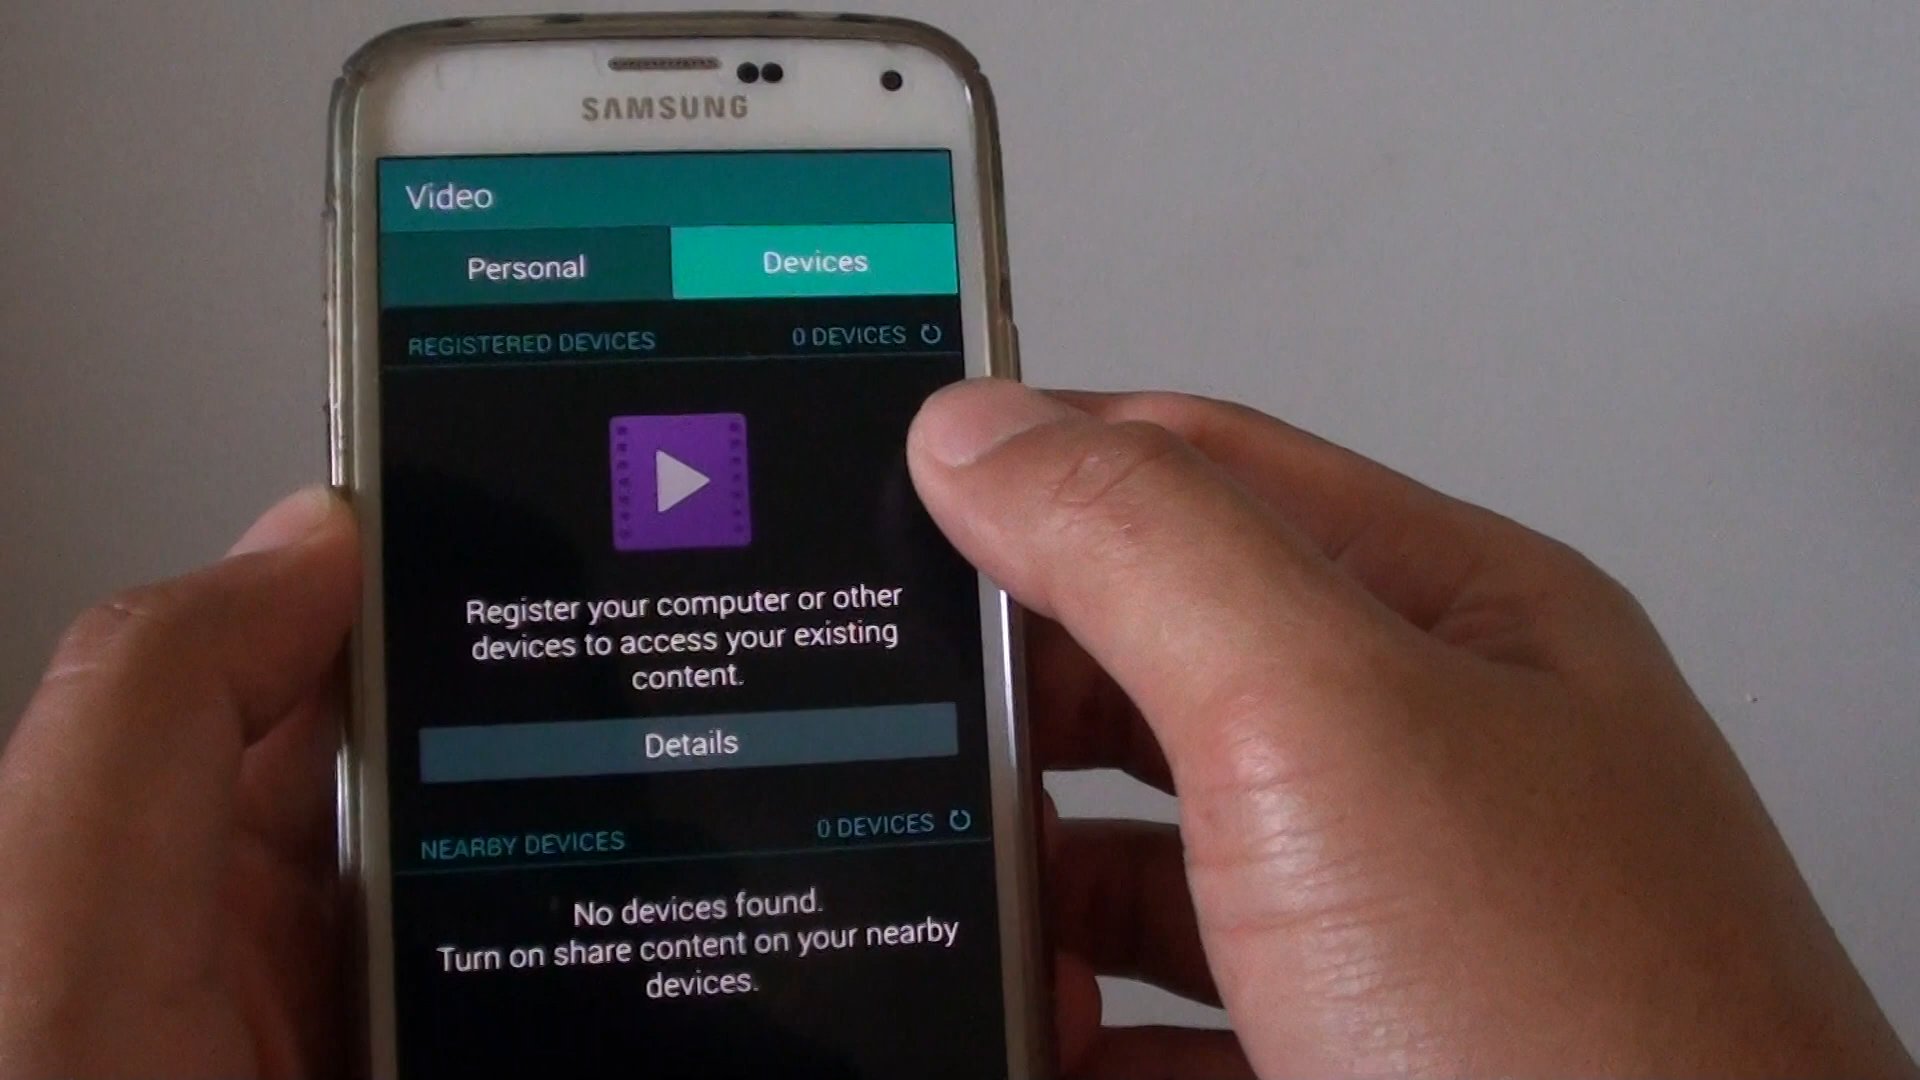 SAMSUNG
Video
Personal
Devices
REGISTERED DEVICES
0 DEVICES
Register your computer or other
devices to access your existing
content.
Details
NEARBY DEVICES
0 DEVICES
No devices found.
Turn on share content on your nearby
devices.